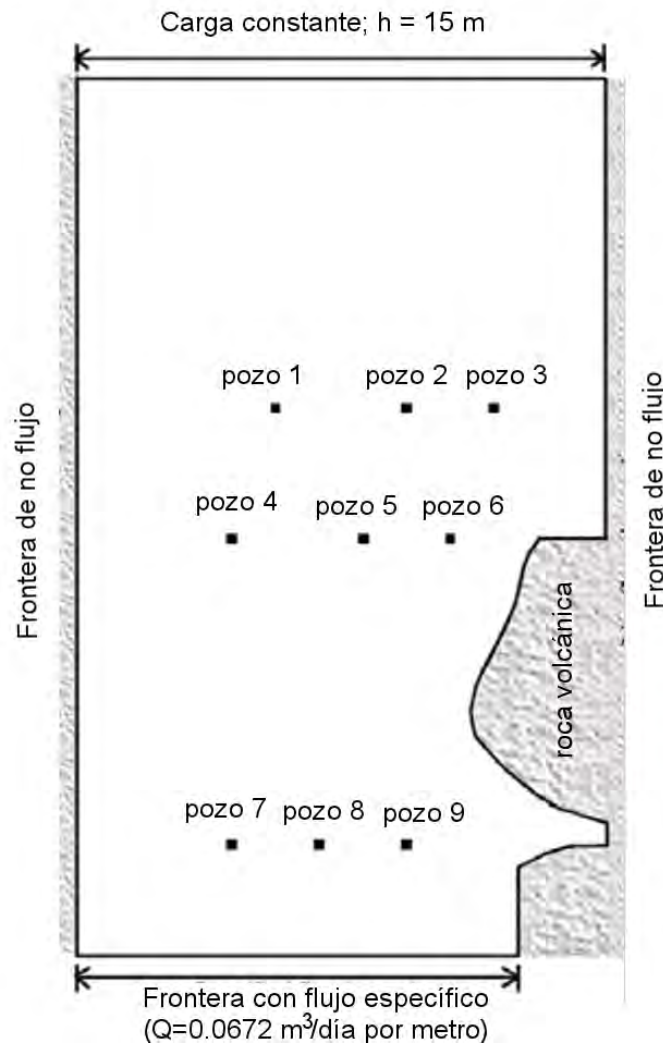 Carga constante; h = 15 m
pozo 1 pozo 2 pozo 3
Frontera de no flujo
Frontera de no flujo
pozo 4 pozo 5 pozo 6
roca volcánica
pozo 7 pozo 8 pozo 9
Frontera con flujo específico
(Q=0.0672 m³/día por metro)